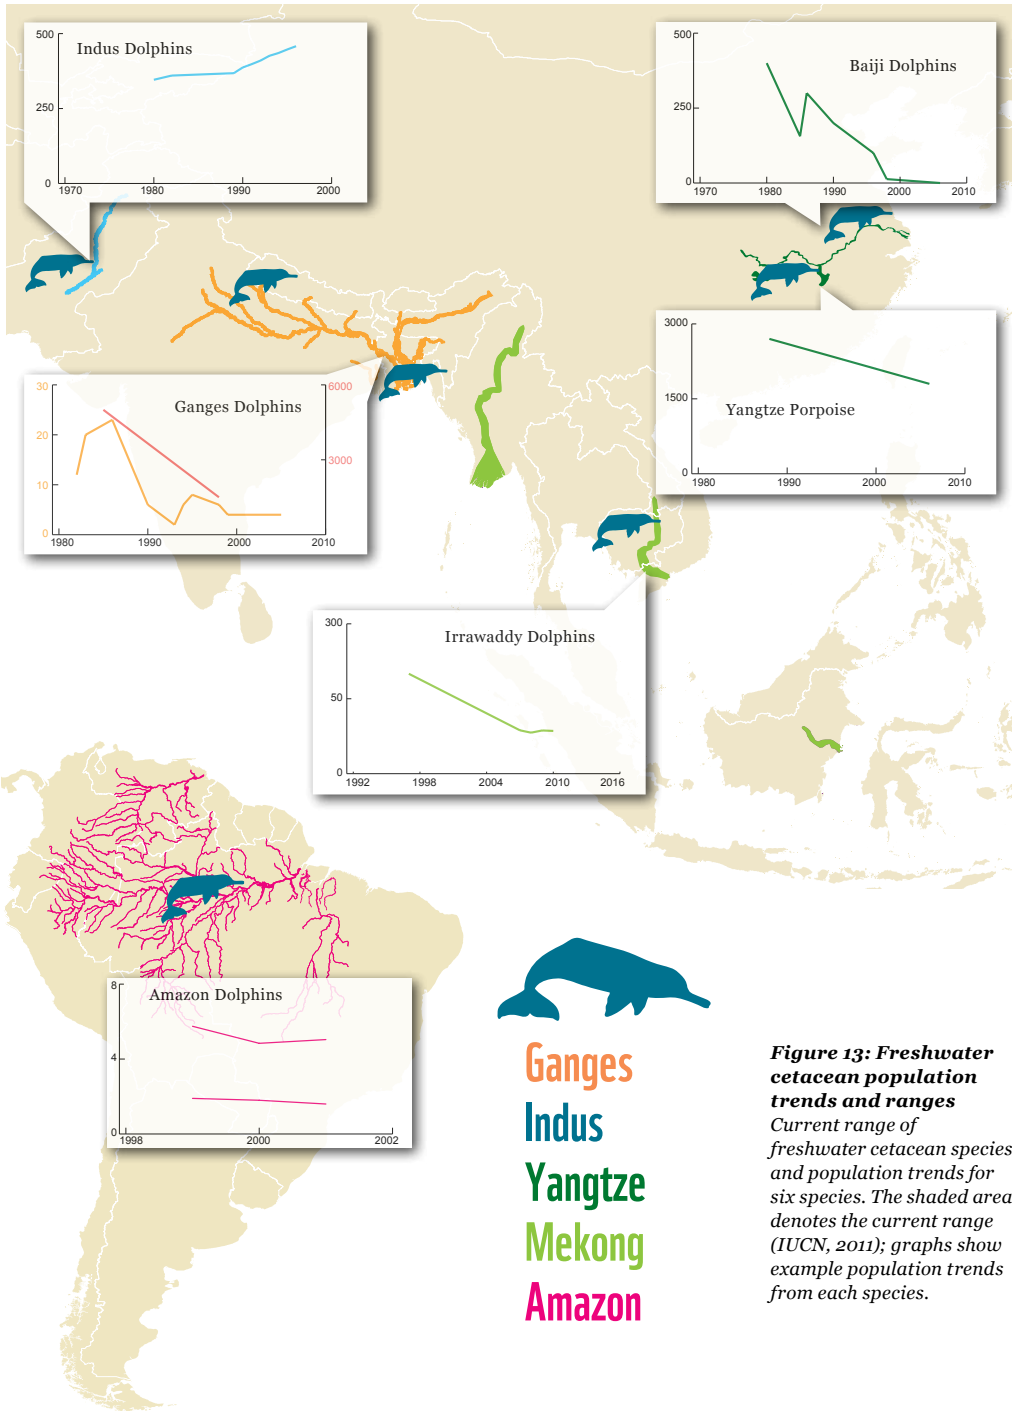 Indus Dolphins
500
250
0
1970
1980
1990
2000
Baiji Dolphins
500
250
0
1970
1980
1990
2000
2010
Ganges Dolphins
30
20
10
0
6000
3000
0
1980
1990
2000
2010
Yangtze Porpoise
3000
1500
0
1980
1990
2000
2010
Irrawaddy Dolphins
300
50
0
1992
1998
2004
2010
2016
Amazon Dolphins
8
4
0
1998
2000
2002
Ganges
Indus
Yangtze
Mekong
Amazon
Figure 13: Freshwater
cetacean population
trends and ranges
Current range of
freshwater cetacean species
and population trends for
six species. The shaded area
denotes the current range
(IUCN, 2011); graphs show
example population trends
from each species.